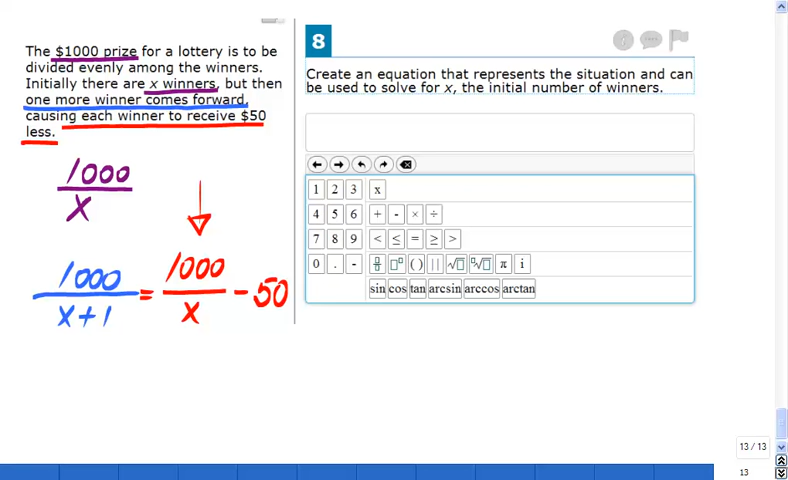 The $1000 prize for a lottery is to be
divided evenly among the winners.
Initially there are x winners, but then
one more winner comes forward,
causing each winner to receive $50
less.
1000
x
1000
x+1
=
1000
x
- 50
8
Create an equation that represents the situation and can
be used to solve for x, the initial number of winners.
1 2 3 x
4 5 6 + - × ÷
7 8 9 < ≤ = ≥ >
0 . - ( ) | | √ √ π i
sin cos tan arcsin arccos arctan
13 / 13
13